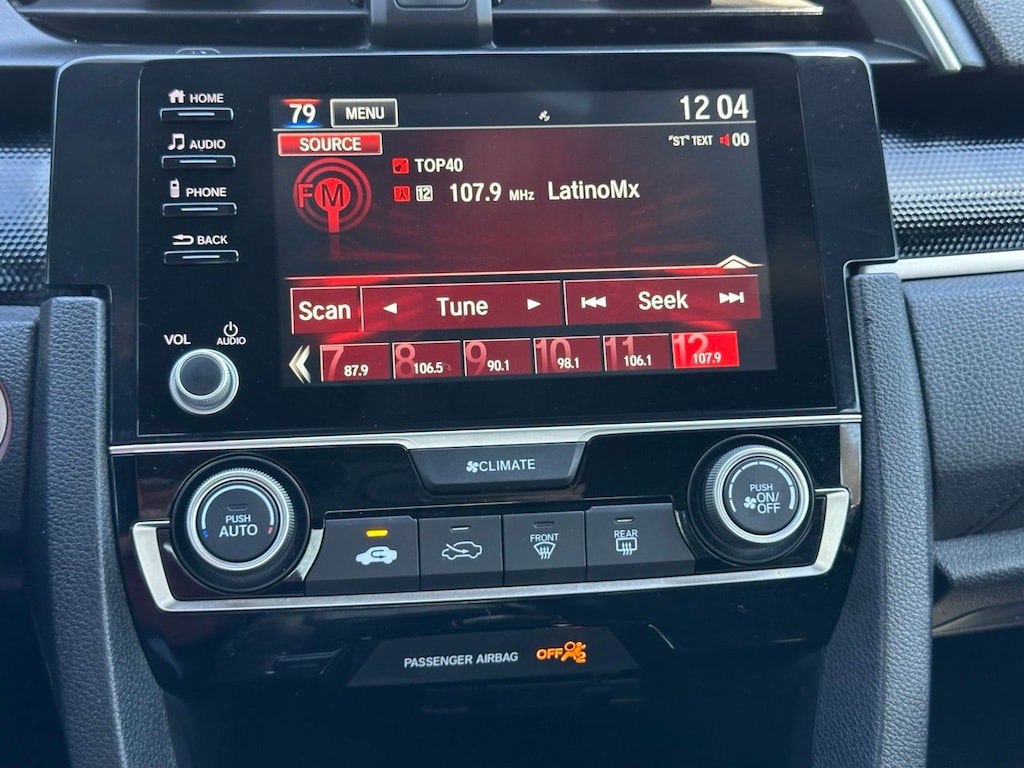 HOME
AUDIO
PHONE
BACK
VOL
AUDIO
79 MENU 12 04
SOURCE "ST" TEXT 00
FM TOP40
12 107.9 MHz LatinoMx
Scan Tune Seek
7 87.9 8 106.5 9 90.1 10 98.1 11 106.1 12 107.9
CLIMATE
PUSH AUTO
FRONT
REAR
PUSH ON/OFF
PASSENGER AIRBAG OFF 2